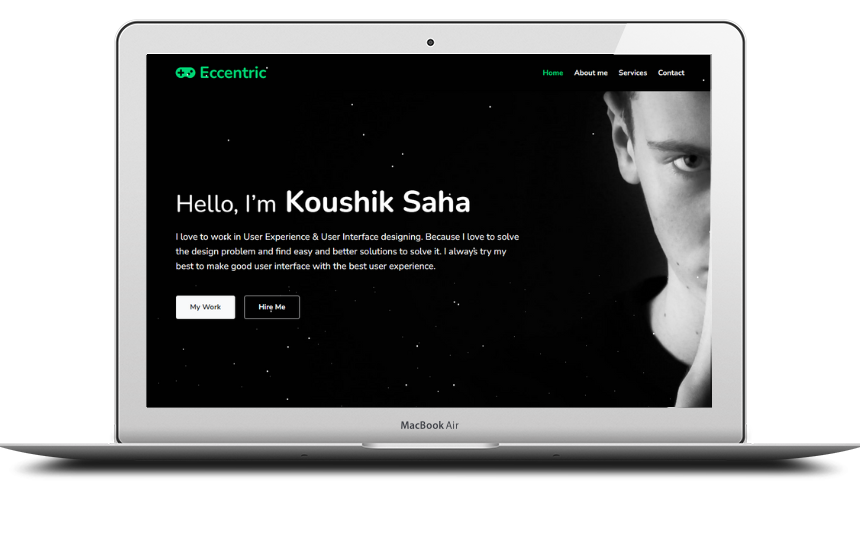 Eccentric
Home About me Services Contact
Hello, I'm Koushik Saha
I love to work in User Experience & User Interface designing. Because I love to solve
the design problem and find easy and better solutions to solve it. I always try my
best to make good user interface with the best user experience.
My Work Hire Me
MacBook Air